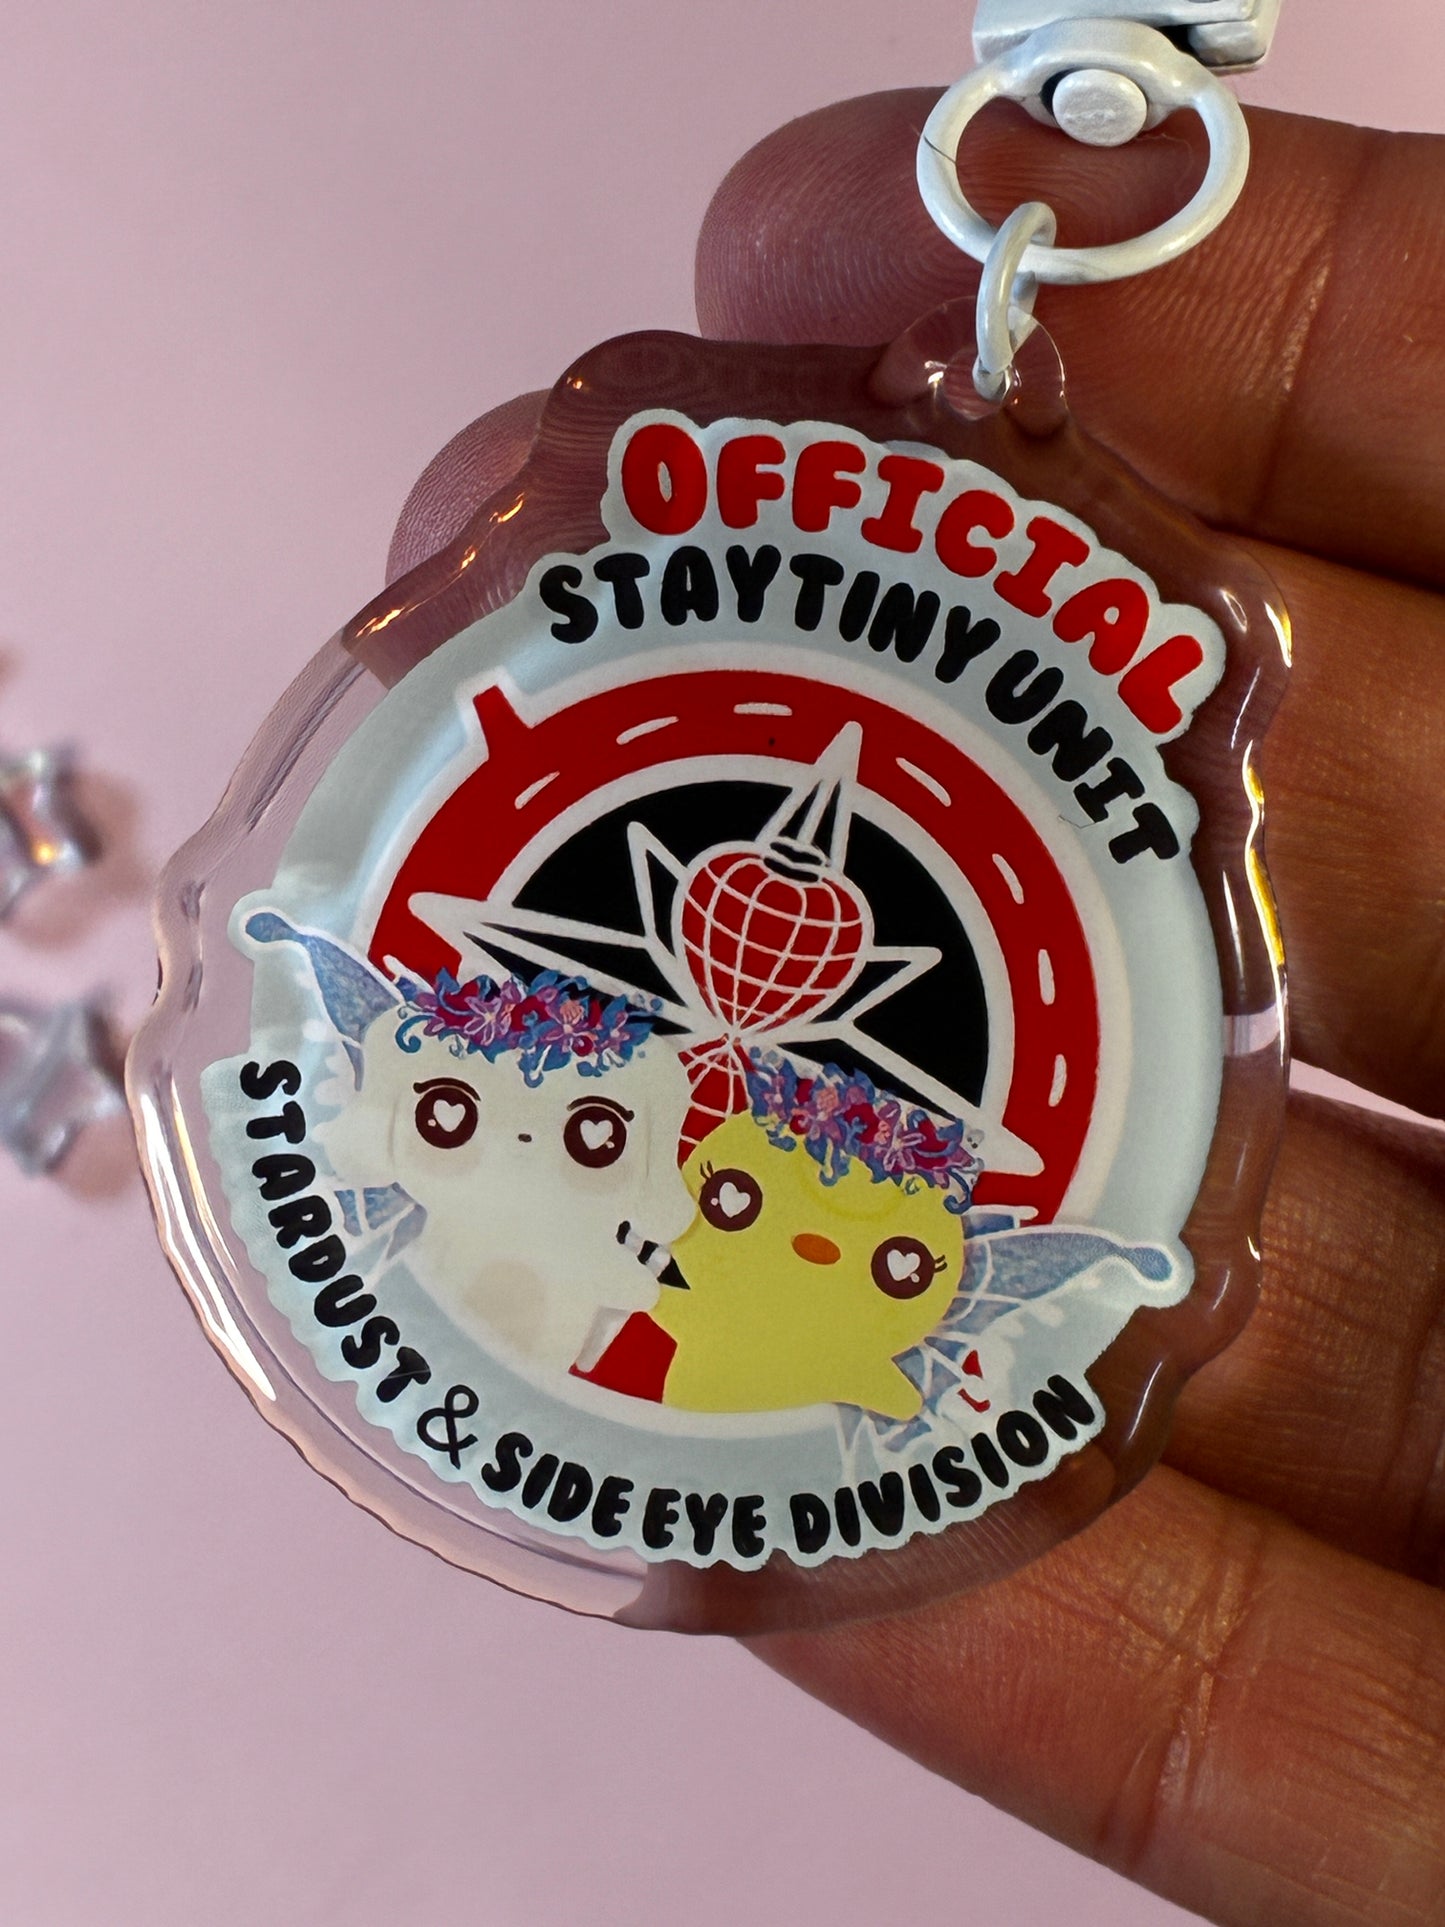 OFFICIAL
STAYTINY UNIT
STARDUST & SIDE EYE DIVISION